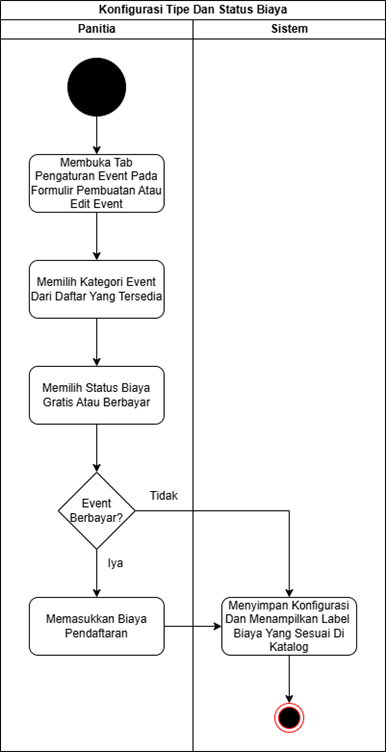 Konfigurasi Tipe Dan Status Biaya
Panitia
Sistem
Membuka Tab
Pengaturan Event Pada
Formulir Pembuatan Atau
Edit Event
Memilih Kategori Event
Dari Daftar Yang Tersedia
Memilih Status Biaya
Gratis Atau Berbayar
Event
Berbayar?
Tidak
Iya
Memasukkan Biaya
Pendaftaran
Menyimpan Konfigurasi
Dan Menampilkan Label
Biaya Yang Sesuai Di
Katalog